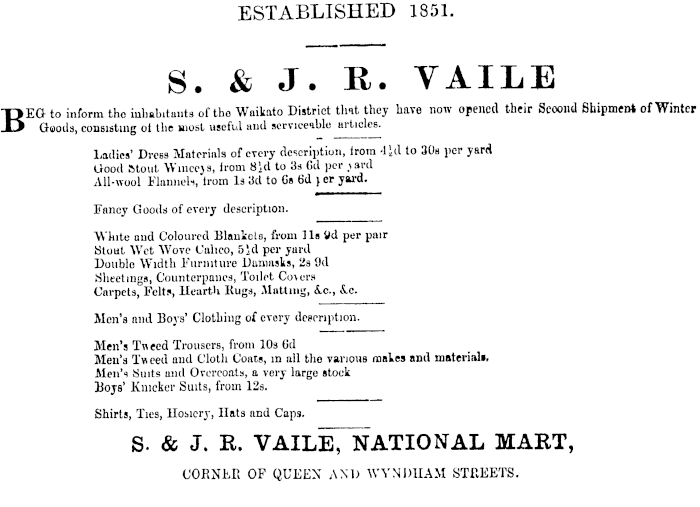 ESTABLISHED 1851.
S. & J. R. VAILE
BEG to inform the inhabitants of the Waikato District that they have now opened their Second Shipment of Winter
Goods, consisting of the most useful and serviceable articles.
Ladies' Dress Materials of every description, from 4½d to 30s per yard
Good Stout Winceys, from 8½d to 3s 6d per yard
All-wool Flannels, from 1s 3d to 6s 6d per yard.
Fancy Goods of every description.
White and Coloured Blankets, from 11s 9d per pair
Stout Wet Wove Calico, 5½d per yard
Double Width Furniture Damasks, 2s 9d
Sheetings, Counterpanes, Toilet Covers
Carpets, Felts, Hearth Rugs, Matting, &c., &c.
Men's and Boys' Clothing of every description.
Men's Tweed Trousers, from 10s 6d
Men's Tweed and Cloth Coats, in all the various makes and materials.
Men's Suits and Overcoats, a very large stock
Boys' Knicker Suits, from 12s.
Shirts, Ties, Hosiery, Hats and Caps.
S. & J. R. VAILE, NATIONAL MART,
CORNER OF QUEEN AND WYNDHAM STREETS.